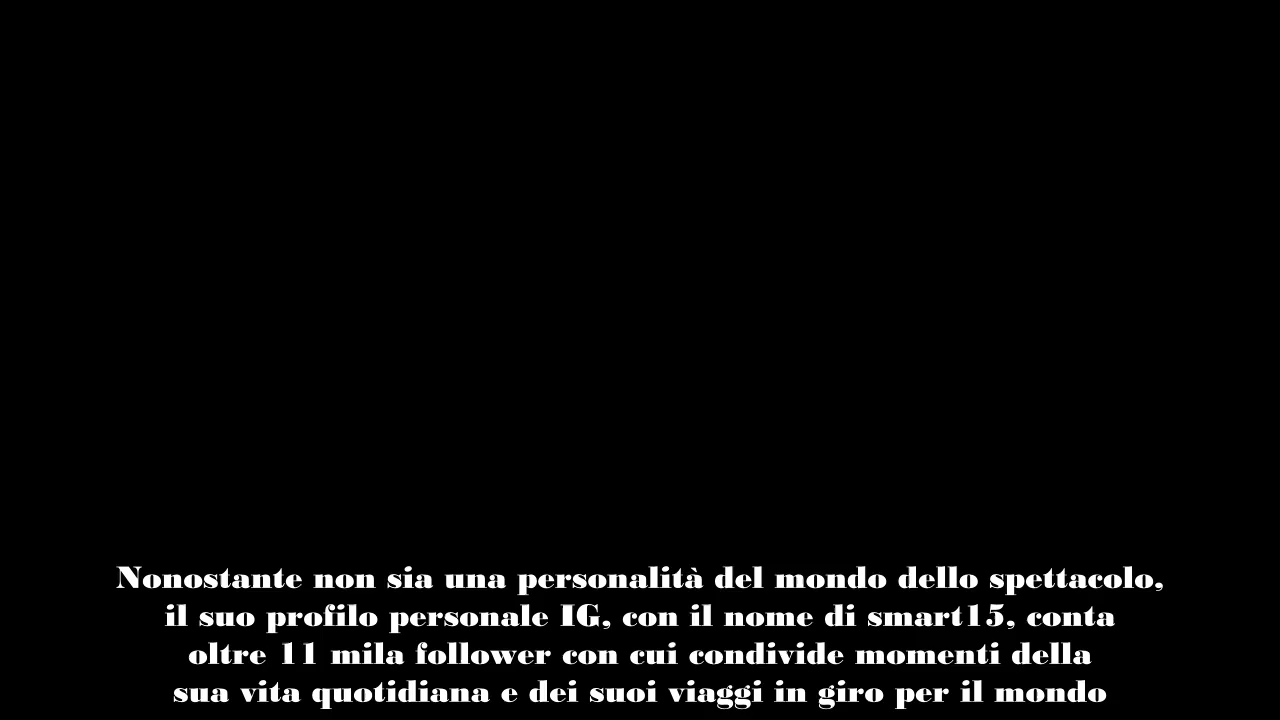 Nonostante non sia una personalità del mondo dello spettacolo,
il suo profilo personale IG, con il nome di smart15, conta
oltre 11 mila follower con cui condivide momenti della
sua vita quotidiana e dei suoi viaggi in giro per il mondo